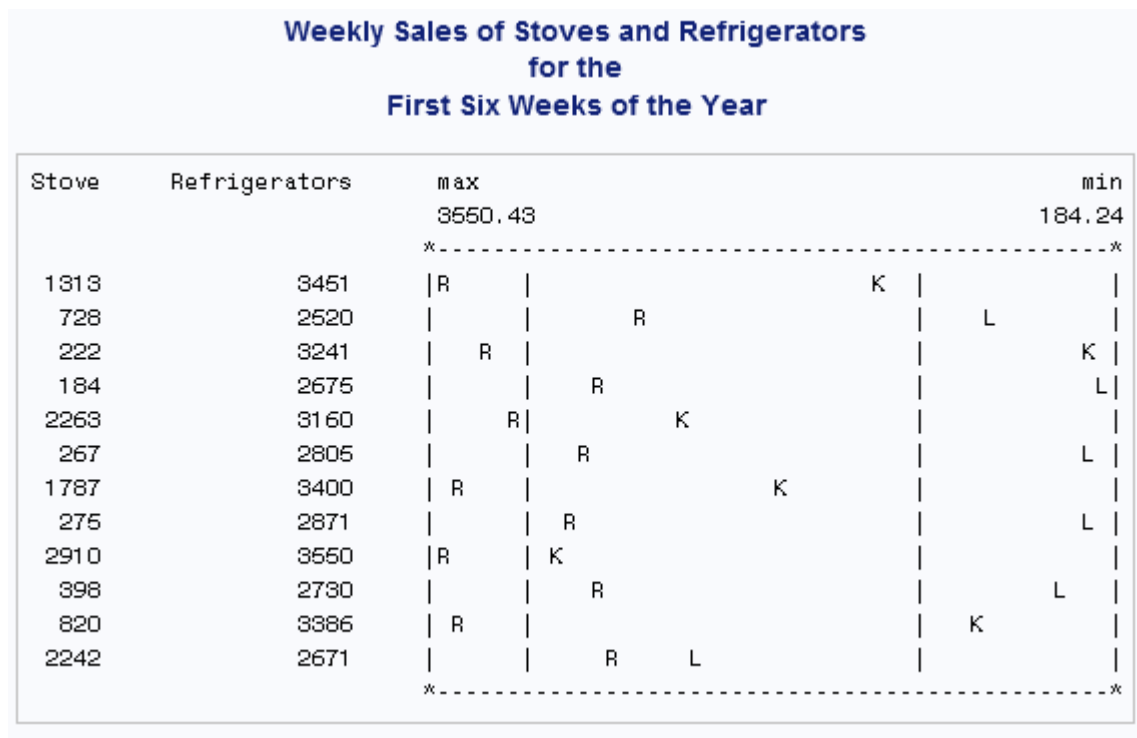 Weekly Sales of Stoves and Refrigerators
for the
First Six Weeks of the Year
Stove Refrigerators max min
3550.43 184.24
*-------------------------------------------------*
1313 3451 |R | K | |
728 2520 | | R | L |
222 3241 | R | | K |
184 2675 | | R | L|
2263 3160 | R| K | |
267 2805 | | R | L |
1787 3400 | R | K | |
275 2871 | | R | L |
2910 3550 |R | K | |
398 2730 | | R | L |
820 3386 | R | | K |
2242 2671 | | R L | |
*-------------------------------------------------*